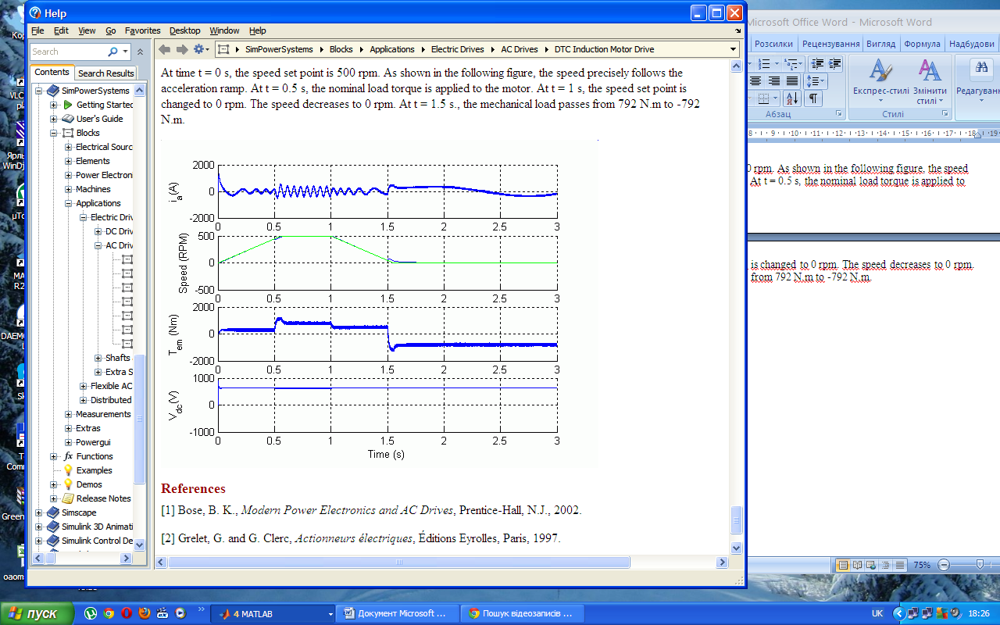 Help
File Edit View Go Favorites Desktop Window Help
Search
SimPowerSystems Blocks Applications Electric Drives AC Drives DTC Induction Motor Drive
Contents Search Results
SimPowerSystems
Getting Started
User's Guide
Blocks
Electrical Sourc
Elements
Power Electron
Machines
Applications
Electric Driv
DC Driv
AC Driv
Shafts
Extra S
Flexible AC
Distributed
Measurements
Extras
Powergui
Functions
Examples
Demos
Release Notes
Simscape
Simulink 3D Animati
Simulink Control De
At time t = 0 s, the speed set point is 500 rpm. As shown in the following figure, the speed precisely follows the
acceleration ramp. At t = 0.5 s, the nominal load torque is applied to the motor. At t = 1 s, the speed set point is
changed to 0 rpm. The speed decreases to 0 rpm. At t = 1.5 s., the mechanical load passes from 792 N.m to -792
N.m.
2000
0
-2000
i_a(A)
0 0.5 1 1.5 2 2.5 3
500
0
-500
Speed (RPM)
0 0.5 1 1.5 2 2.5 3
2000
0
-2000
T_em (Nm)
0 0.5 1 1.5 2 2.5 3
1000
0
-1000
V_dc(V)
0 0.5 1 1.5 2 2.5 3
Time (s)
References
[1] Bose, B. K., Modern Power Electronics and AC Drives, Prentice-Hall, N.J., 2002.
[2] Grelet, G. and G. Clerc, Actionneurs électriques, Éditions Eyrolles, Paris, 1997.
Microsoft Office Word - Microsoft Word
Розсилки Рецензування Вигляд Формула Надбудови
Экспрес-стилі Змінити стилі Редагуван
Абзац Стилі
8 9 10 11 12 13 14 15 16 17 18 19
0 rpm. As shown in the following figure, the speed
At t = 0.5 s, the nominal load torque is applied to
is changed to 0 rpm. The speed decreases to 0 rpm.
from 792 N.m to -792 N.m.
75%
пуск
4 MATLAB
Документ Microsoft ...
Пошук відеозаписів ...
UK
18:26